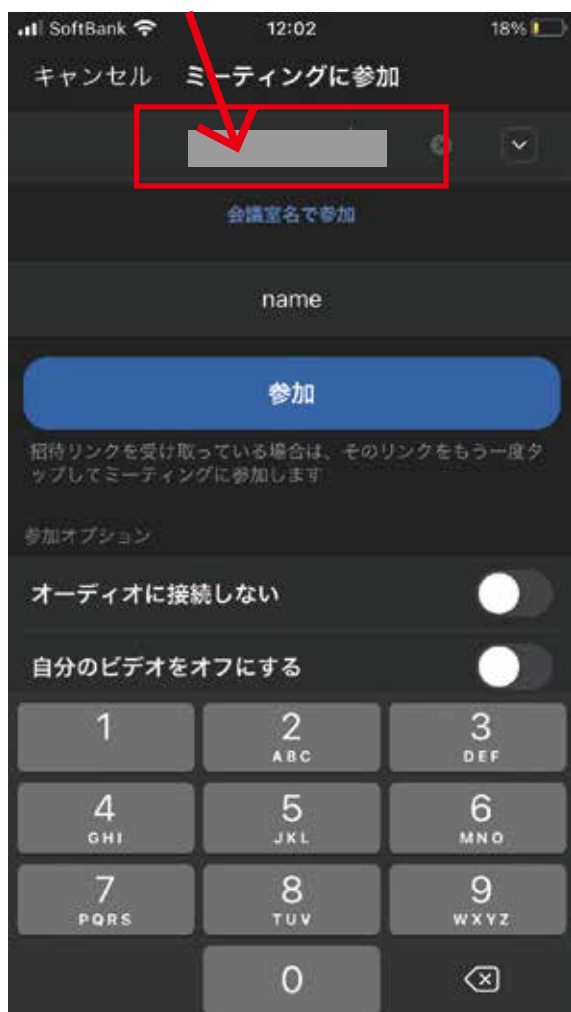 SoftBank 12:02 18%
キャンセル ミーティングに参加
会議室名で参加
name
参加
招待リンクを受け取っている場合は、そのリンクをもう一度タ
ップしてミーティングに参加します
参加オプション
オーディオに接続しない
自分のビデオをオフにする
1 2 3
ABC DEF
4 5 6
GHI JKL MNO
7 8 9
PQRS TUV WXYZ
0